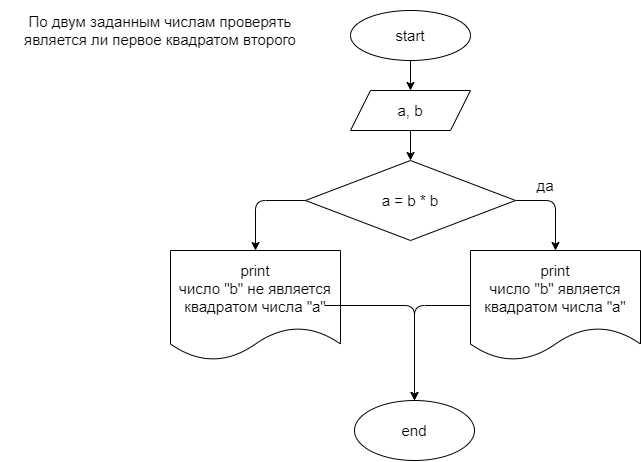 По двум заданным числам проверять
является ли первое квадратом второго
start
a, b
a = b * b
да
print
число "b" не является
квадратом числа "a"
print
число "b" является
квадратом числа "a"
end